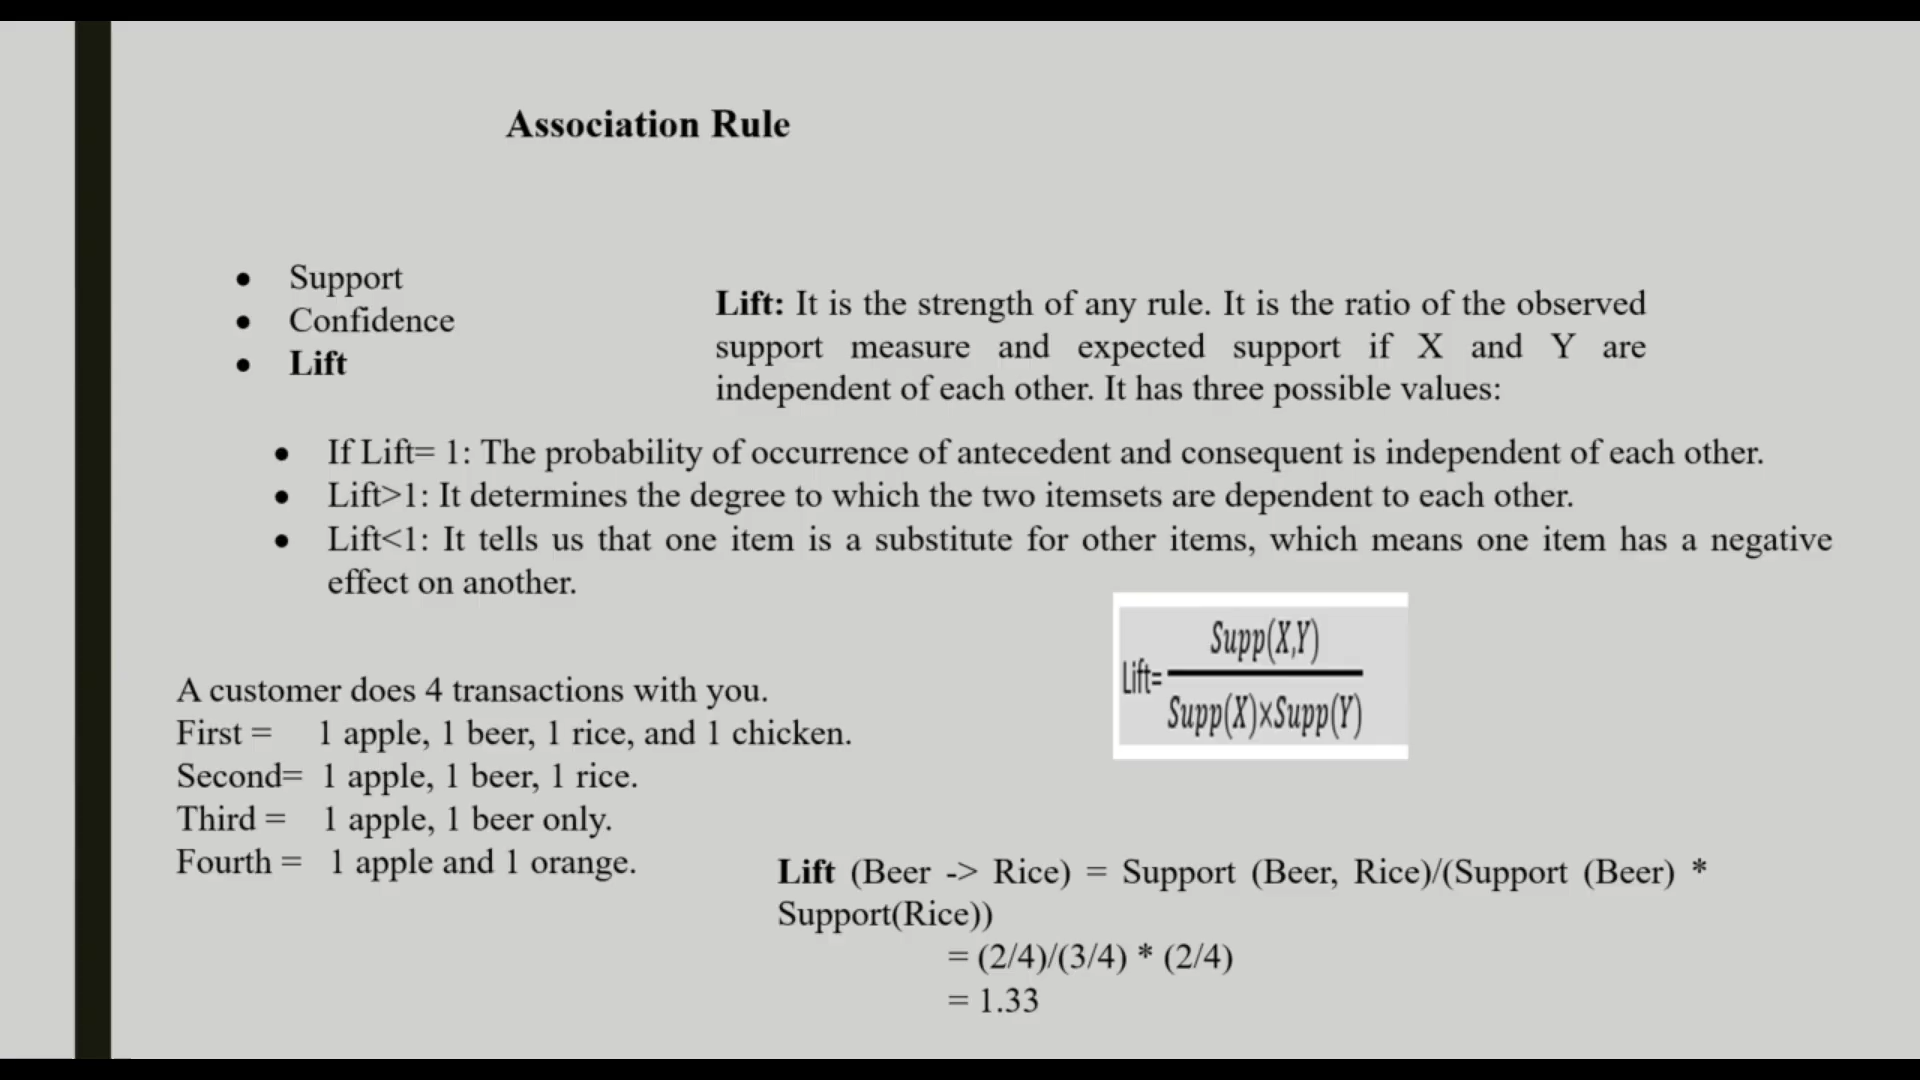 Association Rule
• Support
• Confidence
• Lift
Lift: It is the strength of any rule. It is the ratio of the observed
support measure and expected support if X and Y are
independent of each other. It has three possible values:
• If Lift= 1: The probability of occurrence of antecedent and consequent is independent of each other.
• Lift>1: It determines the degree to which the two itemsets are dependent to each other.
• Lift<1: It tells us that one item is a substitute for other items, which means one item has a negative
effect on another.
Supp(X,Y)
Lift=
Supp(X)×Supp(Y)
A customer does 4 transactions with you.
First = 1 apple, 1 beer, 1 rice, and 1 chicken.
Second= 1 apple, 1 beer, 1 rice.
Third = 1 apple, 1 beer only.
Fourth = 1 apple and 1 orange.
Lift (Beer -> Rice) = Support (Beer, Rice)/(Support (Beer) *
Support(Rice))
= (2/4)/(3/4) * (2/4)
= 1.33